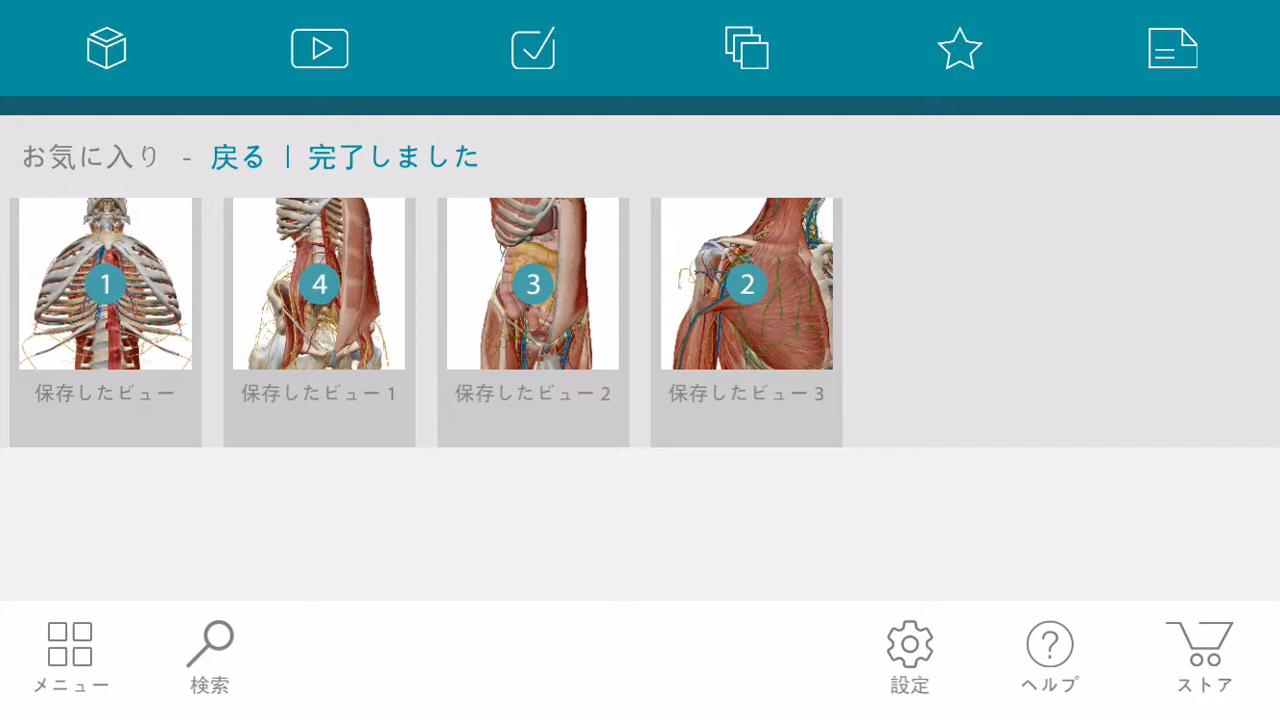 お気に入り - 戻る | 完了しました
1
4
3
2
保存したビュー
保存したビュー 1
保存したビュー 2
保存したビュー 3
メニュー
検索
設定
ヘルプ
ストア